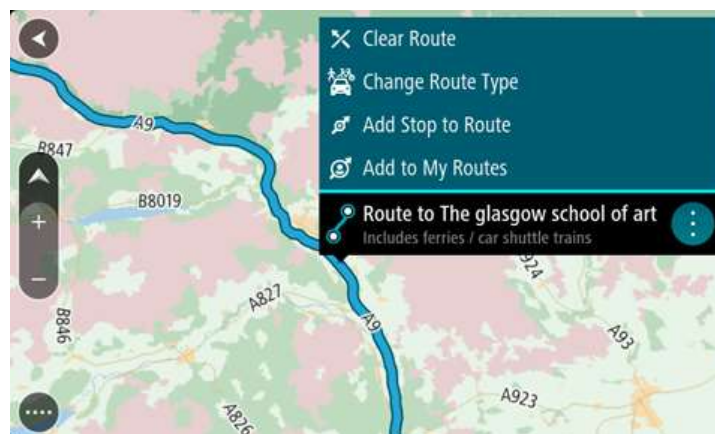 Clear Route
Change Route Type
Add Stop to Route
Add to My Routes
Route to The glasgow school of art
Includes ferries / car shuttle trains
A9
B847
B8019
A827
A9
B846
A826
A924
A93
A923